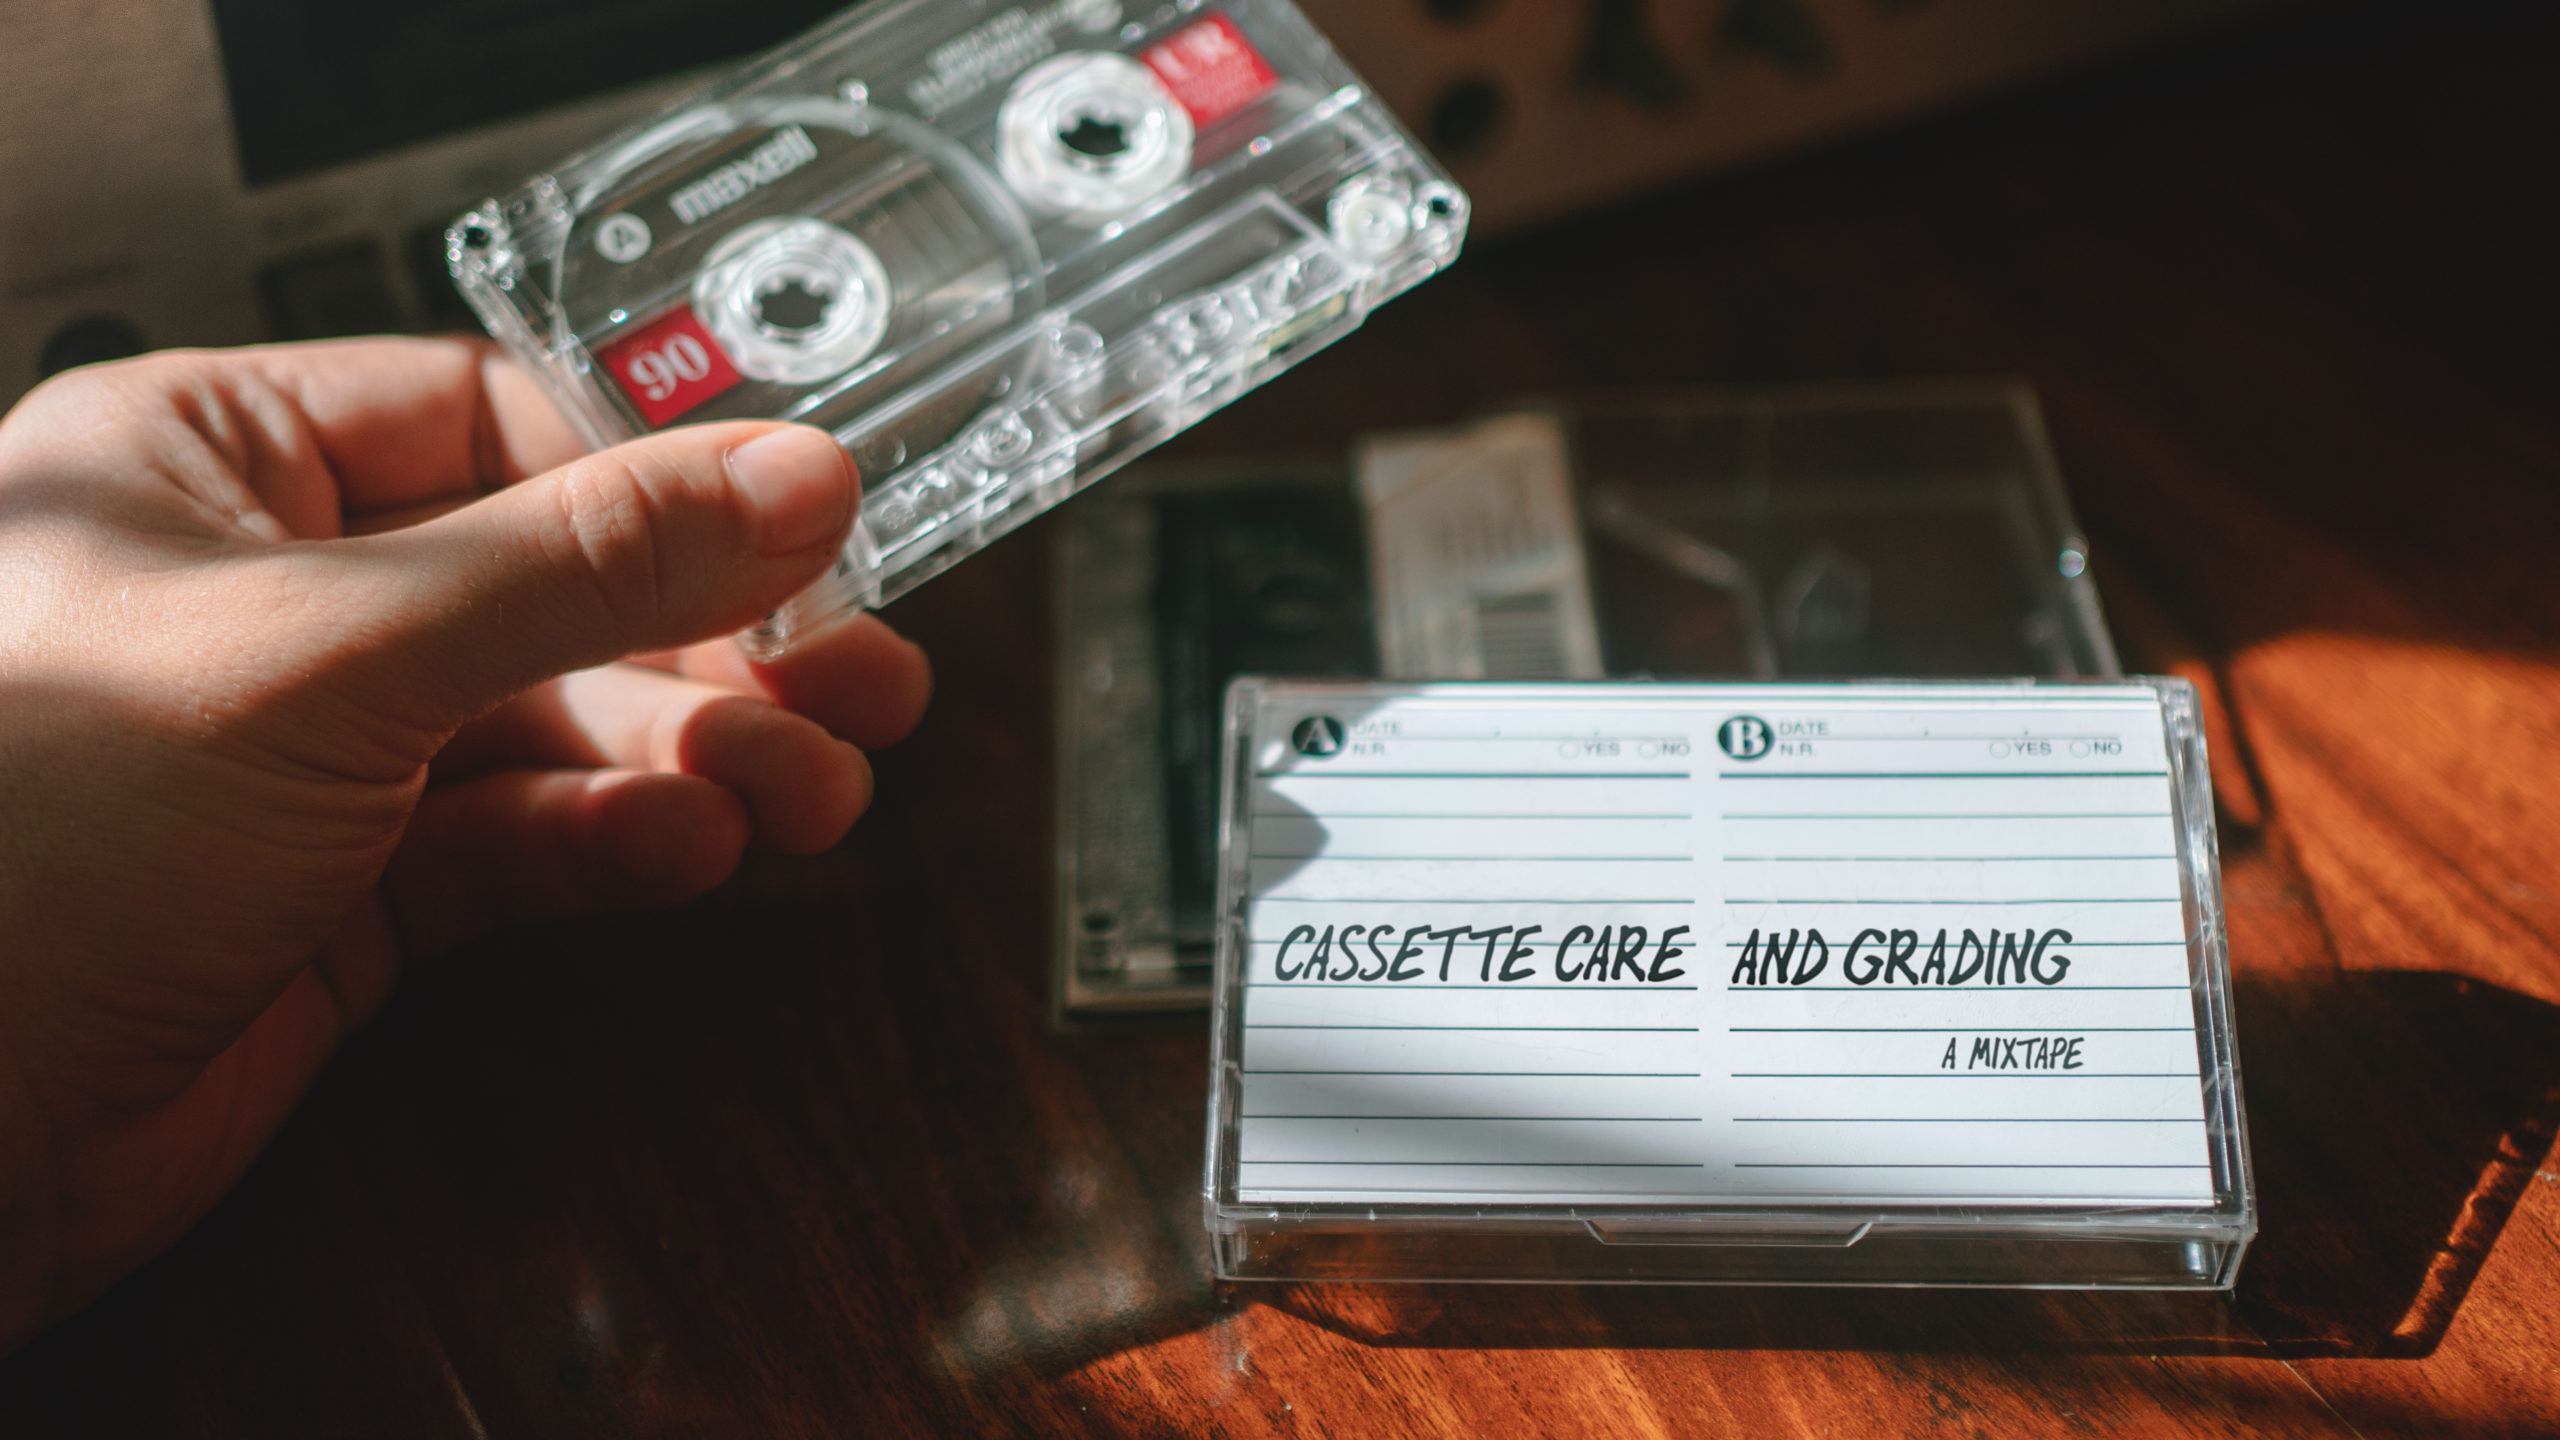 A maxell
UR
90
A DATE
N.R. YES NO
B DATE
N.R. YES NO
CASSETTE CARE AND GRADING
A MIXTAPE